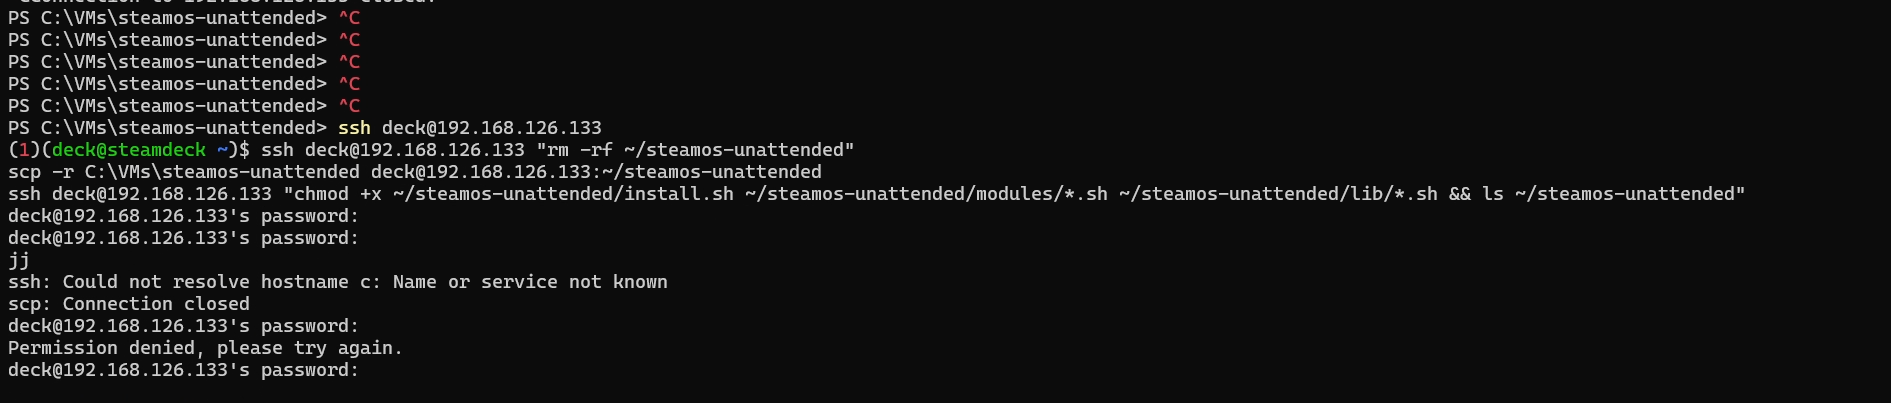 PS C:\VMs\steamos-unattended> ^C
PS C:\VMs\steamos-unattended> ^C
PS C:\VMs\steamos-unattended> ^C
PS C:\VMs\steamos-unattended> ^C
PS C:\VMs\steamos-unattended> ^C
PS C:\VMs\steamos-unattended> ssh deck@192.168.126.133
(1)(deck@steamdeck ~)$ ssh deck@192.168.126.133 "rm -rf ~/steamos-unattended"
scp -r C:\VMs\steamos-unattended deck@192.168.126.133:~/steamos-unattended
ssh deck@192.168.126.133 "chmod +x ~/steamos-unattended/install.sh ~/steamos-unattended/modules/*.sh ~/steamos-unattended/lib/*.sh && ls ~/steamos-unattended"
deck@192.168.126.133's password:
deck@192.168.126.133's password:
jj
ssh: Could not resolve hostname c: Name or service not known
scp: Connection closed
deck@192.168.126.133's password:
Permission denied, please try again.
deck@192.168.126.133's password: